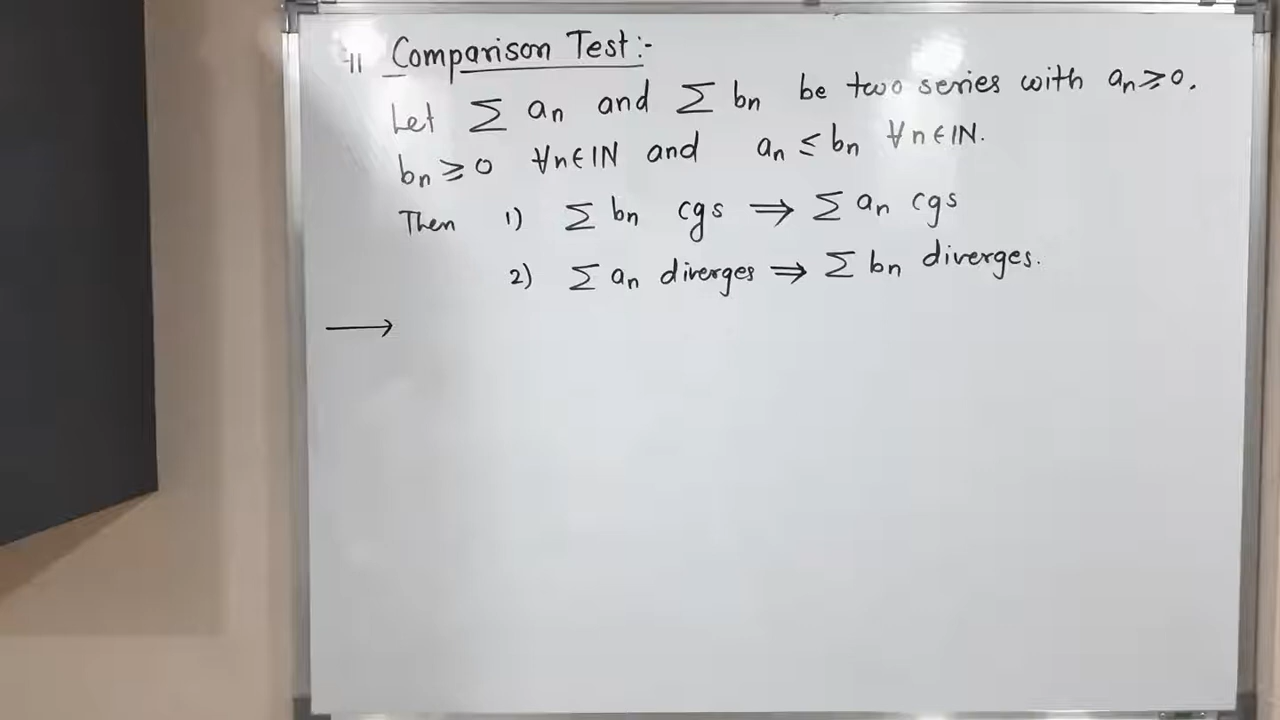 Comparison Test :-
Let ∑ an and ∑ bn be two series with an ≥ 0.
bn ≥ 0 ∀n∈IN and an ≤ bn ∀n∈IN.
Then 1) ∑ bn cgs ⟹ ∑ an cgs
2) ∑ an diverges ⟹ ∑ bn diverges.
⟶